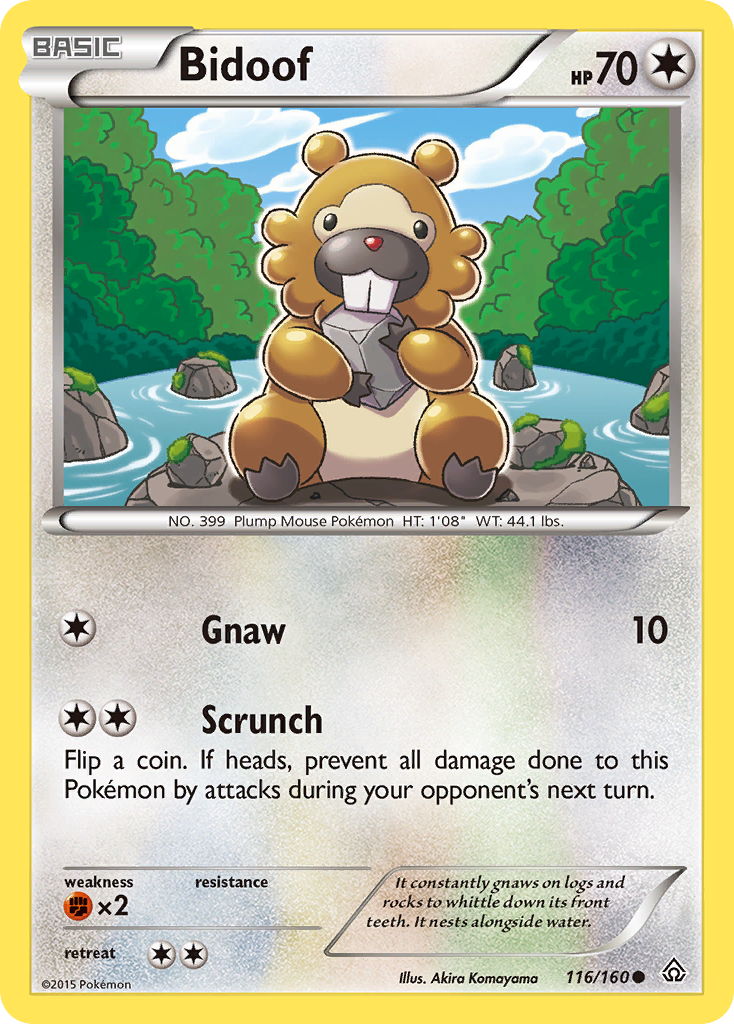 BASIC
Bidoof
HP 70
NO. 399 Plump Mouse Pokémon HT: 1'08" WT: 44.1 lbs.
Gnaw 10
Scrunch
Flip a coin. If heads, prevent all damage done to this
Pokémon by attacks during your opponent's next turn.
weakness resistance
×2
It constantly gnaws on logs and
rocks to whittle down its front
teeth. It nests alongside water.
retreat
©2015 Pokémon
Illus. Akira Komayama 116/160